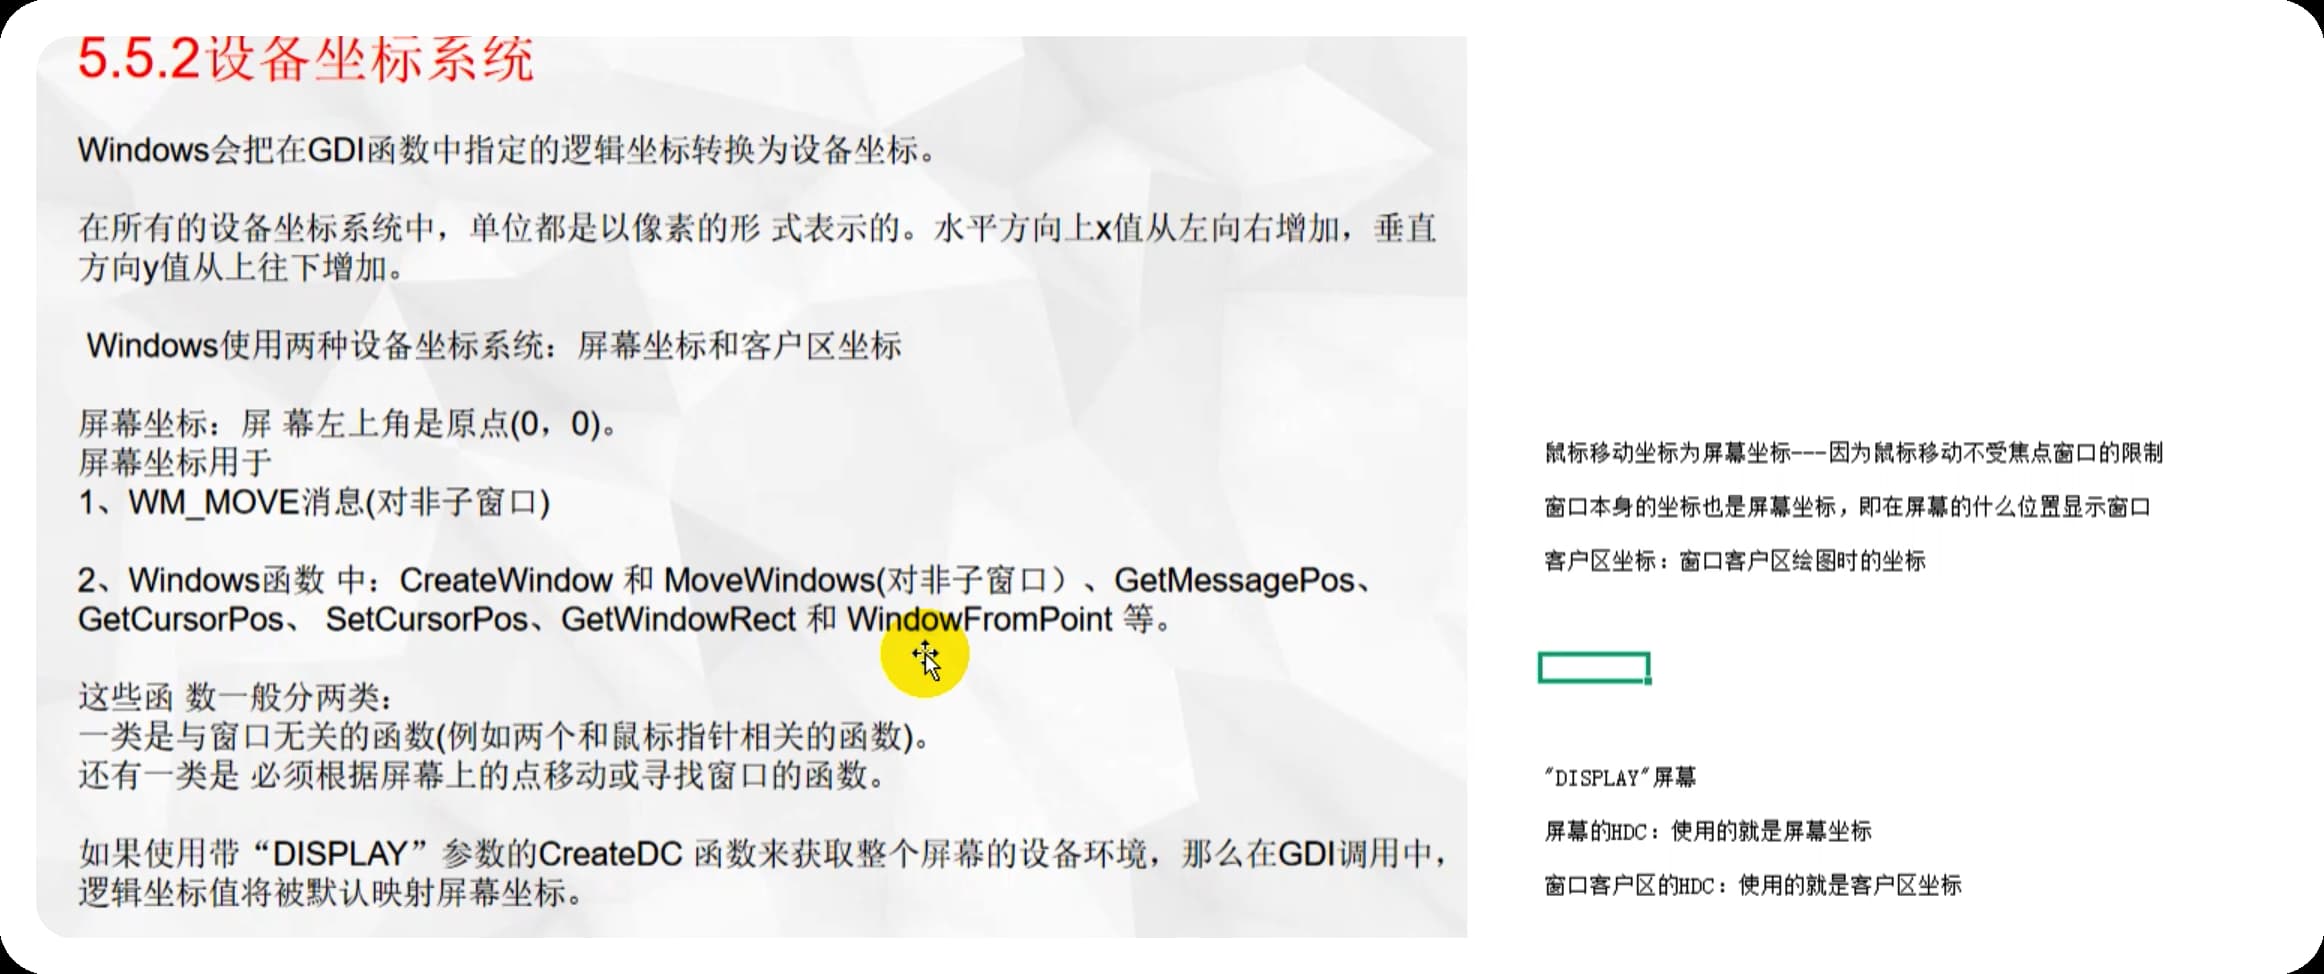 5.5.2设备坐标系统
Windows会把在GDI函数中指定的逻辑坐标转换为设备坐标。
在所有的设备坐标系统中，单位都是以像素的形 式表示的。水平方向上x值从左向右增加，垂直
方向y值从上往下增加。
Windows使用两种设备坐标系统：屏幕坐标和客户区坐标
屏幕坐标：屏 幕左上角是原点(0，0)。
屏幕坐标用于
1、WM_MOVE消息(对非子窗口)
2、Windows函数 中：CreateWindow 和 MoveWindows(对非子窗口）、GetMessagePos、
GetCursorPos、 SetCursorPos、GetWindowRect 和 WindowFromPoint 等。
这些函 数一般分两类：
一类是与窗口无关的函数(例如两个和鼠标指针相关的函数)。
还有一类是 必须根据屏幕上的点移动或寻找窗口的函数。
如果使用带“DISPLAY”参数的CreateDC 函数来获取整个屏幕的设备环境，那么在GDI调用中，
逻辑坐标值将被默认映射屏幕坐标。
鼠标移动坐标为屏幕坐标---因为鼠标移动不受焦点窗口的限制
窗口本身的坐标也是屏幕坐标，即在屏幕的什么位置显示窗口
客户区坐标：窗口客户区绘图时的坐标
"DISPLAY"屏幕
屏幕的HDC：使用的就是屏幕坐标
窗口客户区的HDC：使用的就是客户区坐标